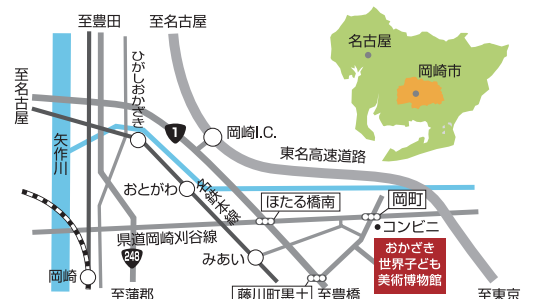 至豊田
至名古屋
名古屋
岡崎市
至名古屋
ひがしおかざき
1
岡崎I.C.
東名高速道路
矢作川
おとがわ
名鉄本線
ほたる橋南
岡町
コンビニ
県道岡崎刈谷線
248
みあい
おかざき
世界子ども
美術博物館
岡崎
至蒲郡
藤川町黒土
至豊橋
至東京